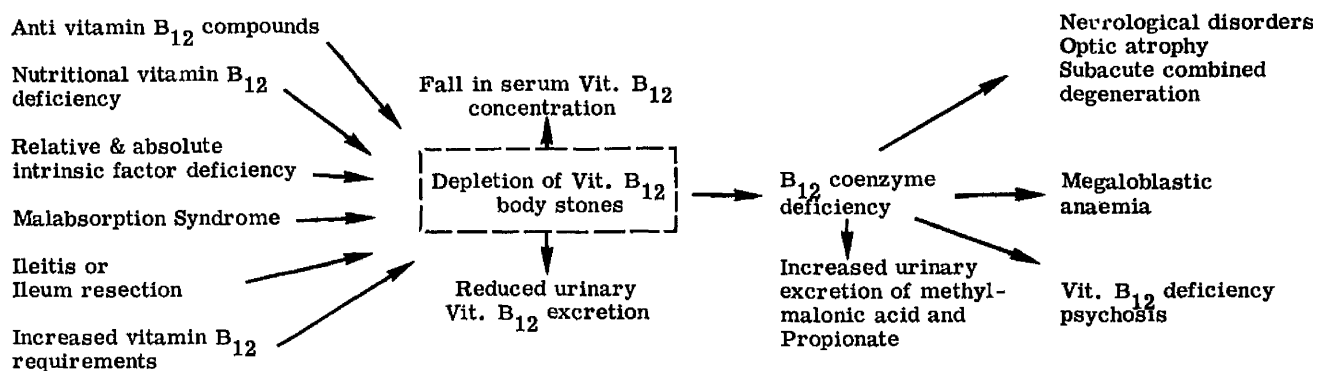 Anti vitamin B12 compounds
Nutritional vitamin B12
deficiency
Relative & absolute
intrinsic factor deficiency
Malabsorption Syndrome
Ileitis or
Ileum resection
Increased vitamin B12
requirements
Fall in serum Vit. B12
concentration
Depletion of Vit. B12
body stones
Reduced urinary
Vit. B12 excretion
B12 coenzyme
deficiency
Increased urinary
excretion of methyl-
malonic acid and
Propionate
Neurological disorders
Optic atrophy
Subacute combined
degeneration
Megaloblastic
anaemia
Vit. B12 deficiency
psychosis